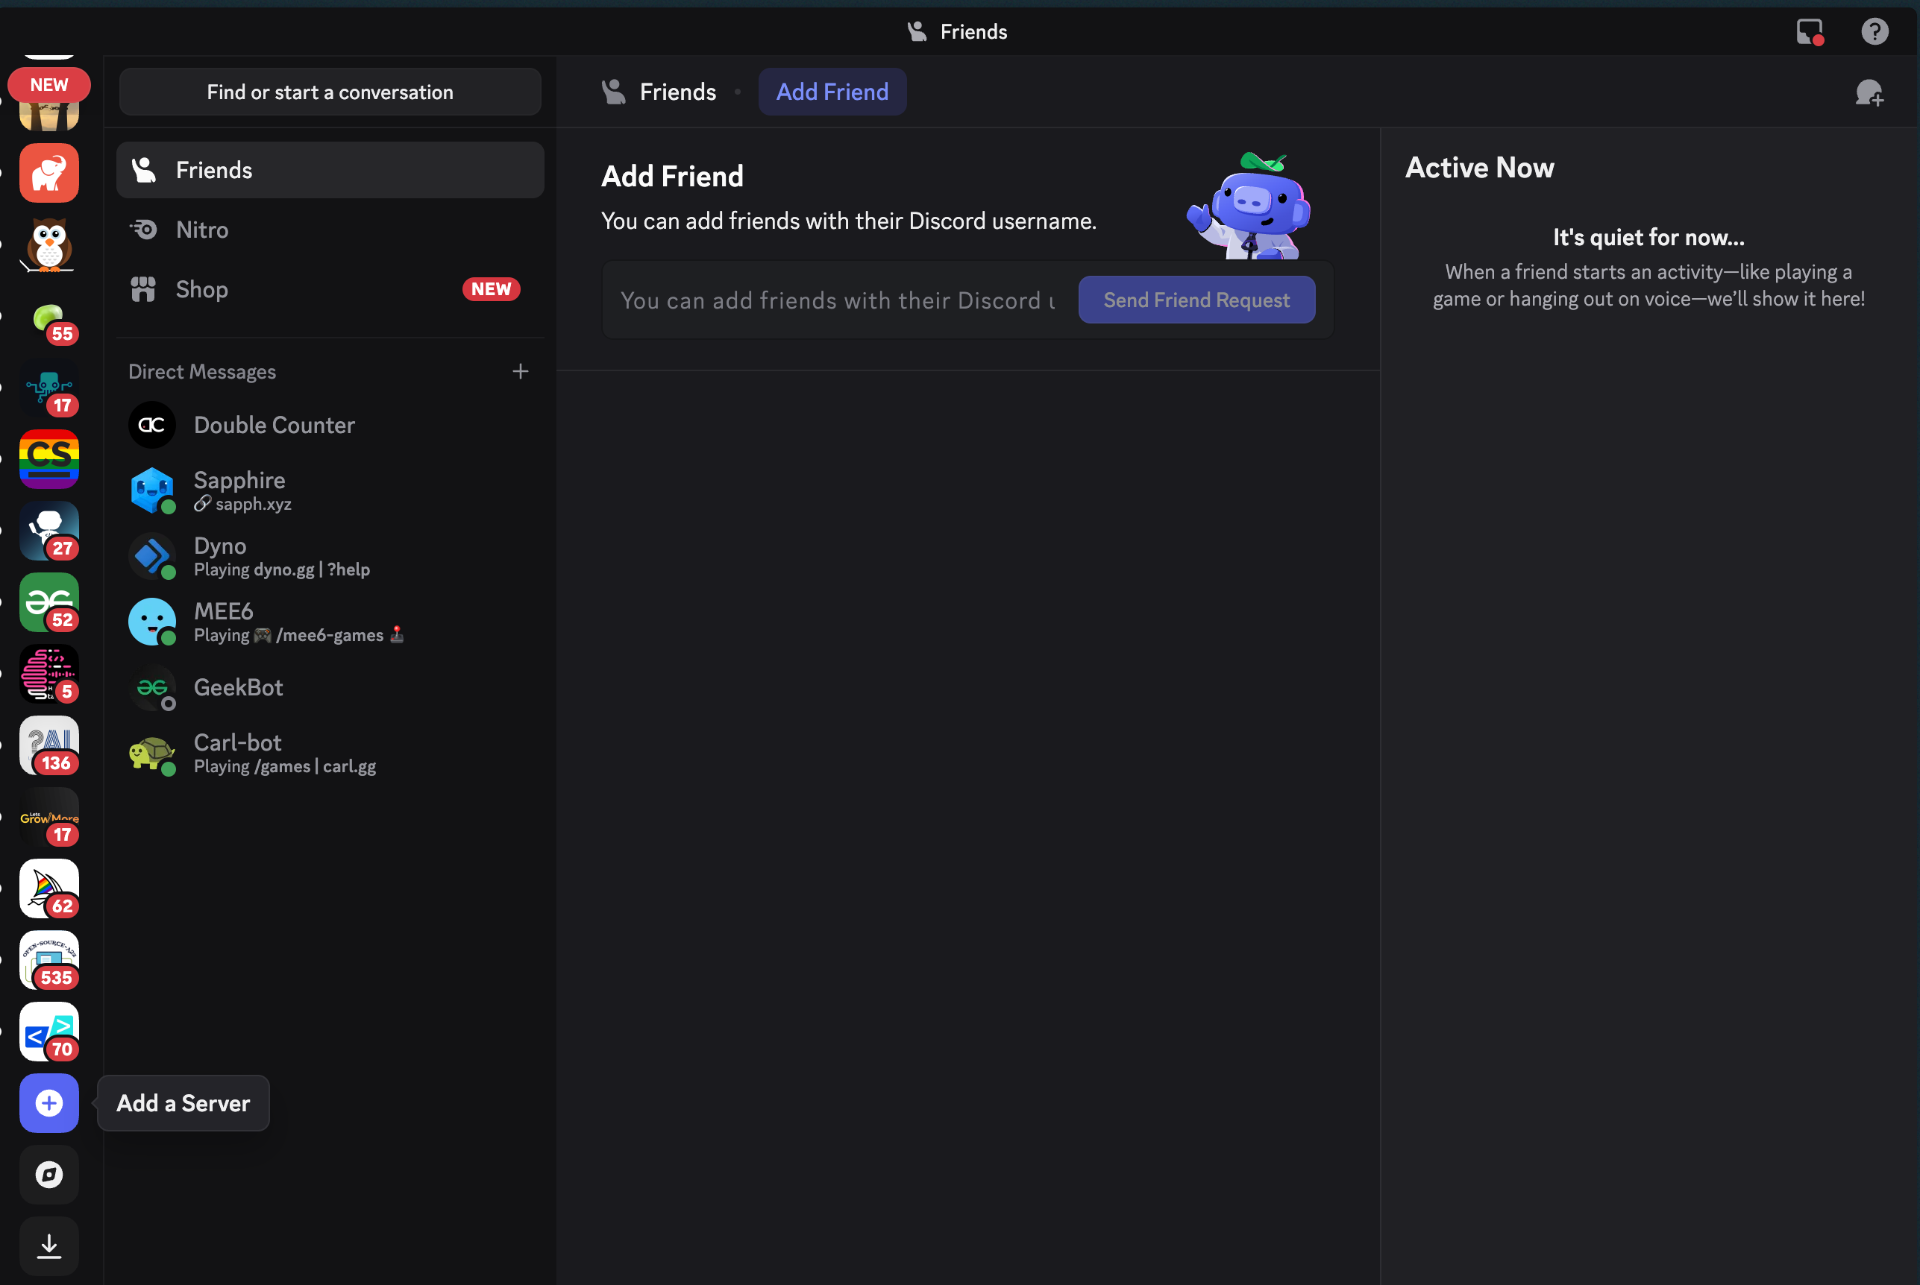 Friends
NEW
55
17
CS
27
52
5
?AI
136
Lets
GrowMore
17
62
OPEN-SOURCE-
535
70
Add a Server
Find or start a conversation
Friends
Nitro
Shop
NEW
Direct Messages
Double Counter
Sapphire
sapph.xyz
Dyno
Playing dyno.gg | ?help
MEE6
Playing 🎮 /mee6-games 🕹️
GeekBot
Carl-bot
Playing /games | carl.gg
Friends
Add Friend
Add Friend
You can add friends with their Discord username.
You can add friends with their Discord u
Send Friend Request
Active Now
It's quiet for now...
When a friend starts an activity—like playing a
game or hanging out on voice—we’ll show it here!